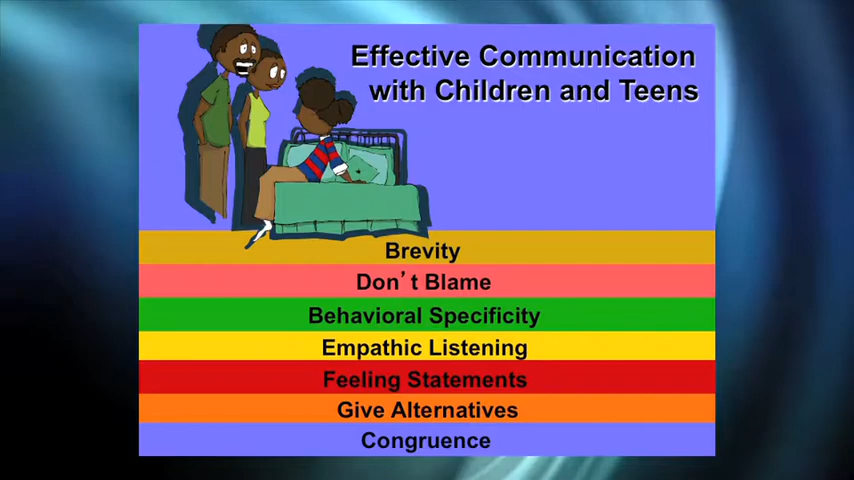 Effective Communication
with Children and Teens
Brevity
Don’t Blame
Behavioral Specificity
Empathic Listening
Feeling Statements
Give Alternatives
Congruence